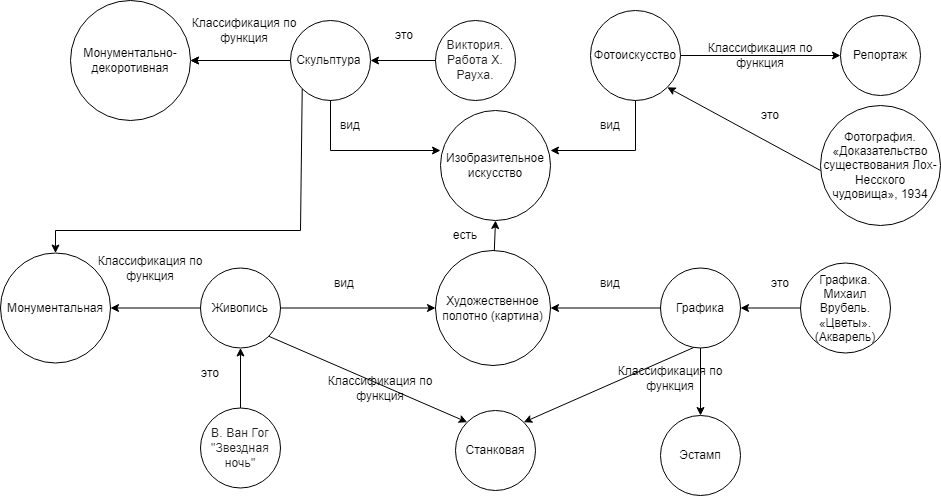 Монументально-
декоротивная
Классификация по
функция
Скульптура
это
Виктория.
Работа Х.
Рауха.
Фотоискусство
Классификация по
функция
Репортаж
вид
вид
это
Изобразительное
искусство
Фотография.
«Доказательство
существования Лох-
Несского
чудовища», 1934
есть
Монументальная
Классификация по
функция
Живопись
вид
Художественное
полотно (картина)
вид
Графика
это
Графика.
Михаил
Врубель.
«Цветы».
(Акварель)
это
Классификация по
функция
Классификация по
функция
В. Ван Гог
"Звездная
ночь"
Станковая
Эстамп